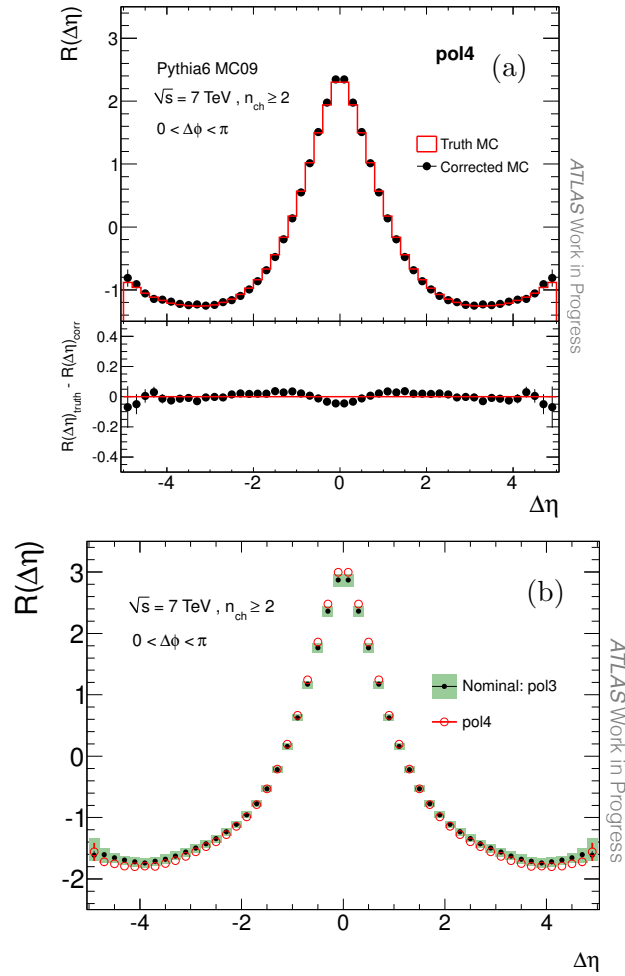 R(Δη)
3
2
1
0
-1
pol4
(a)
Pythia6 MC09
√s = 7 TeV , n_ch ≥ 2
0 < Δϕ < π
Truth MC
Corrected MC
ATLAS Work in Progress
R(Δη)_truth - R(Δη)_corr
0.4
0.2
0
-0.2
-0.4
-4 -2 0 2 4
Δη
R(Δη)
3
2
1
0
-1
-2
(b)
√s = 7 TeV , n_ch ≥ 2
0 < Δϕ < π
Nominal: pol3
pol4
ATLAS Work in Progress
-4 -2 0 2 4
Δη